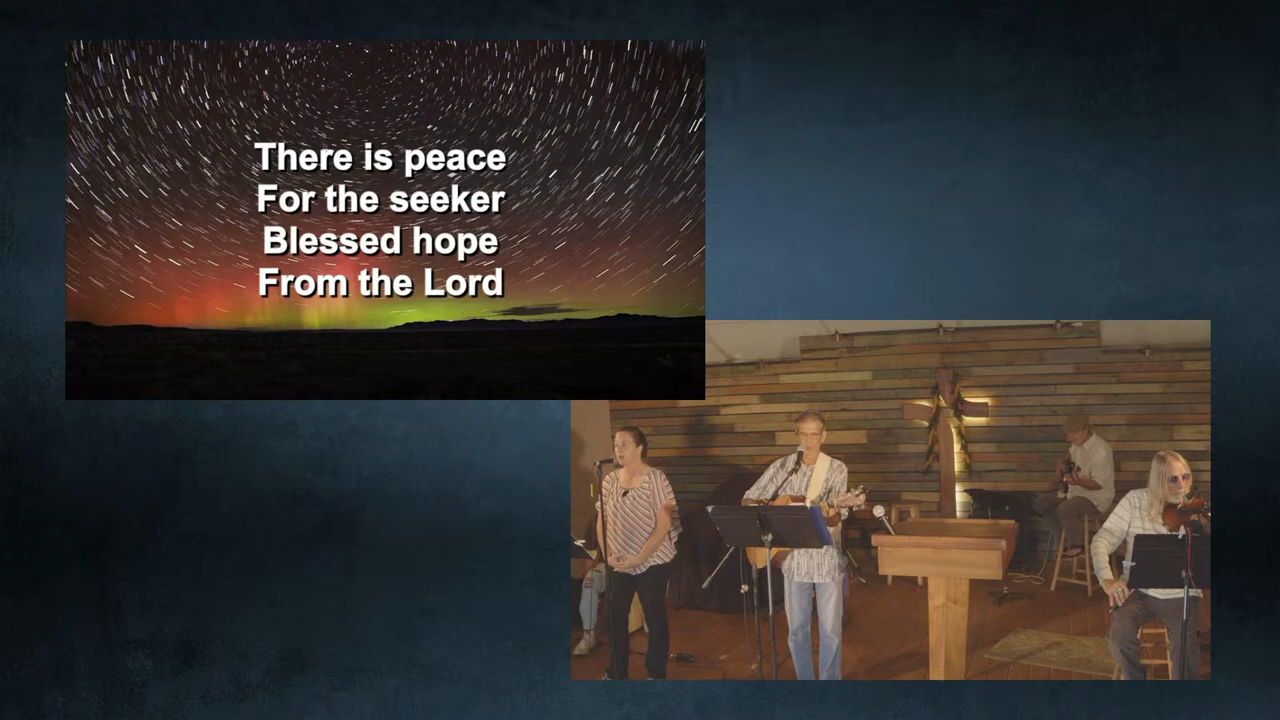 There is peace
For the seeker
Blessed hope
From the Lord